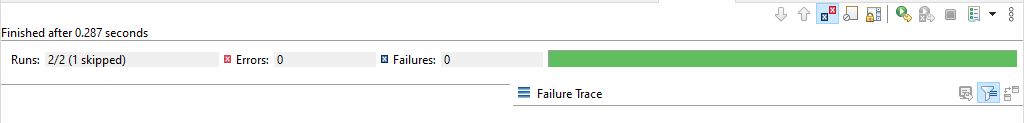 Finished after 0.287 seconds
Runs: 2/2 (1 skipped) Errors: 0 Failures: 0
Failure Trace